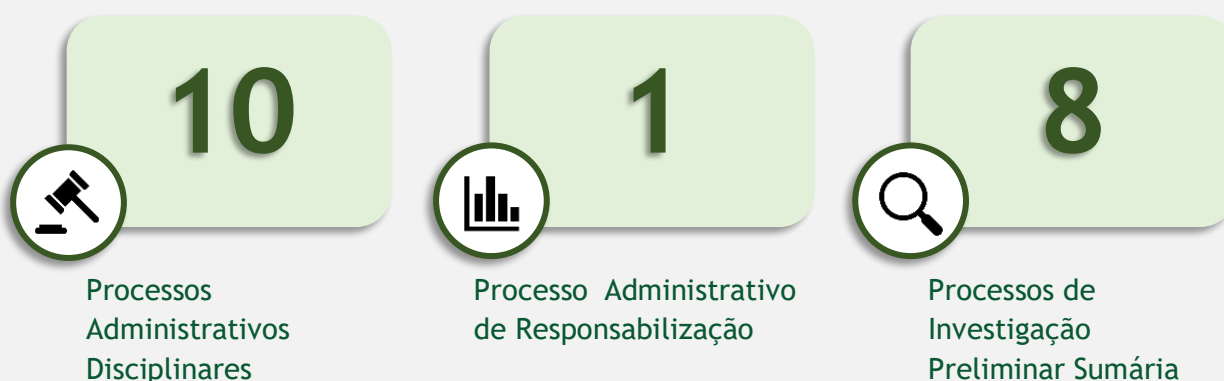 10
Processos
Administrativos
Disciplinares
1
Processo Administrativo
de Responsabilização
8
Processos de
Investigação
Preliminar Sumária